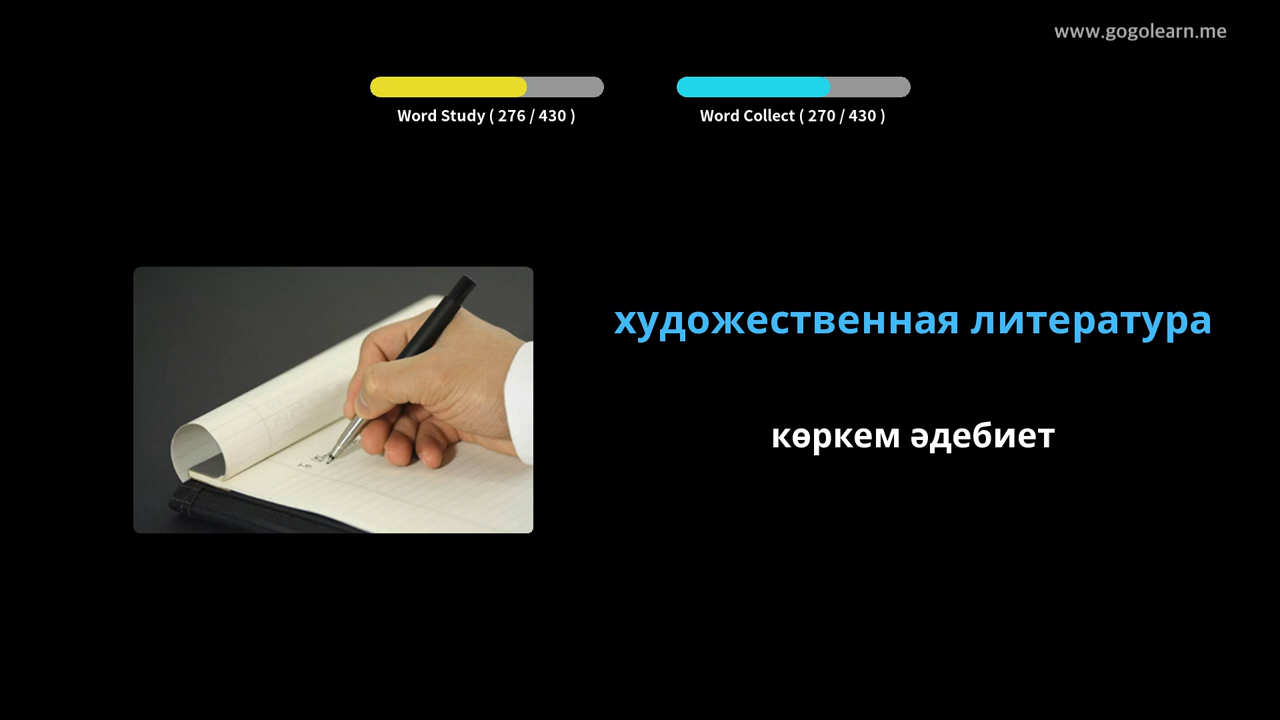 www.gogolearn.me
Word Study ( 276 / 430 )
Word Collect ( 270 / 430 )
художественная литература
көркем әдебиет